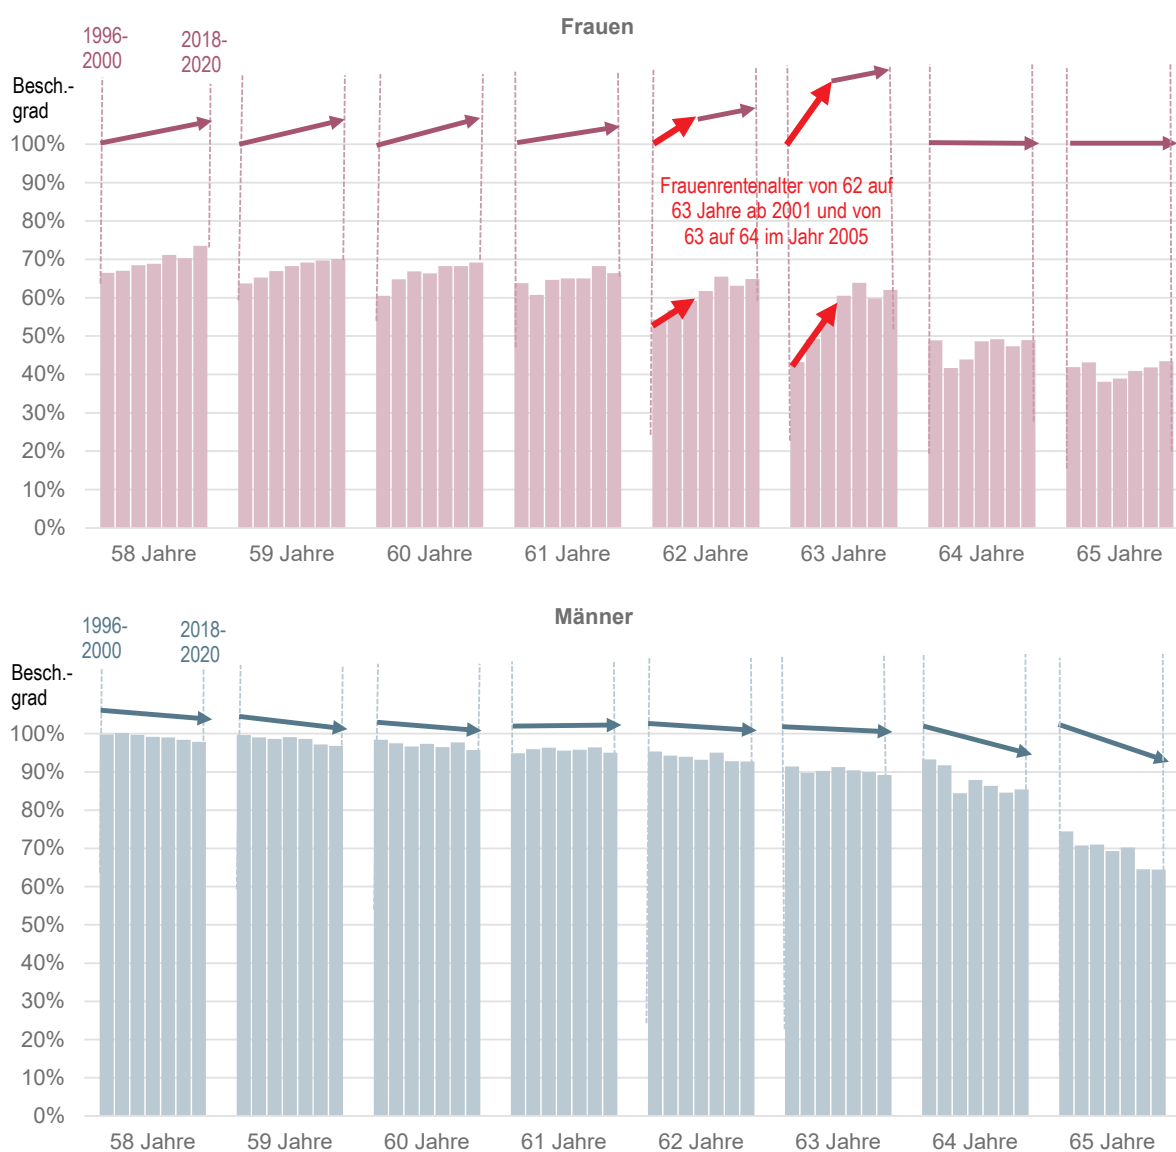 Frauen
1996-
2000
2018-
2020
Besch.-
grad
100%
90%
80%
70%
60%
50%
40%
30%
20%
10%
0%
Frauenrentenalter von 62 auf
63 Jahre ab 2001 und von
63 auf 64 im Jahr 2005
58 Jahre
59 Jahre
60 Jahre
61 Jahre
62 Jahre
63 Jahre
64 Jahre
65 Jahre
Männer
1996-
2000
2018-
2020
Besch.-
grad
100%
90%
80%
70%
60%
50%
40%
30%
20%
10%
0%
58 Jahre
59 Jahre
60 Jahre
61 Jahre
62 Jahre
63 Jahre
64 Jahre
65 Jahre